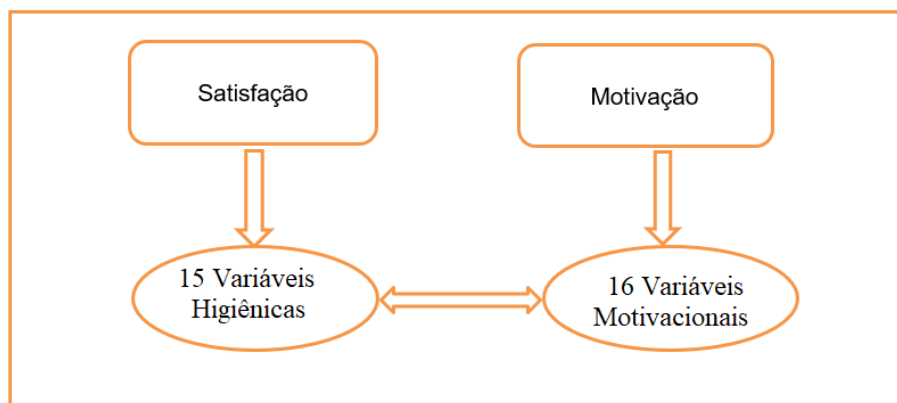 Satisfação
Motivação
15 Variáveis
Higiênicas
16 Variáveis
Motivacionais